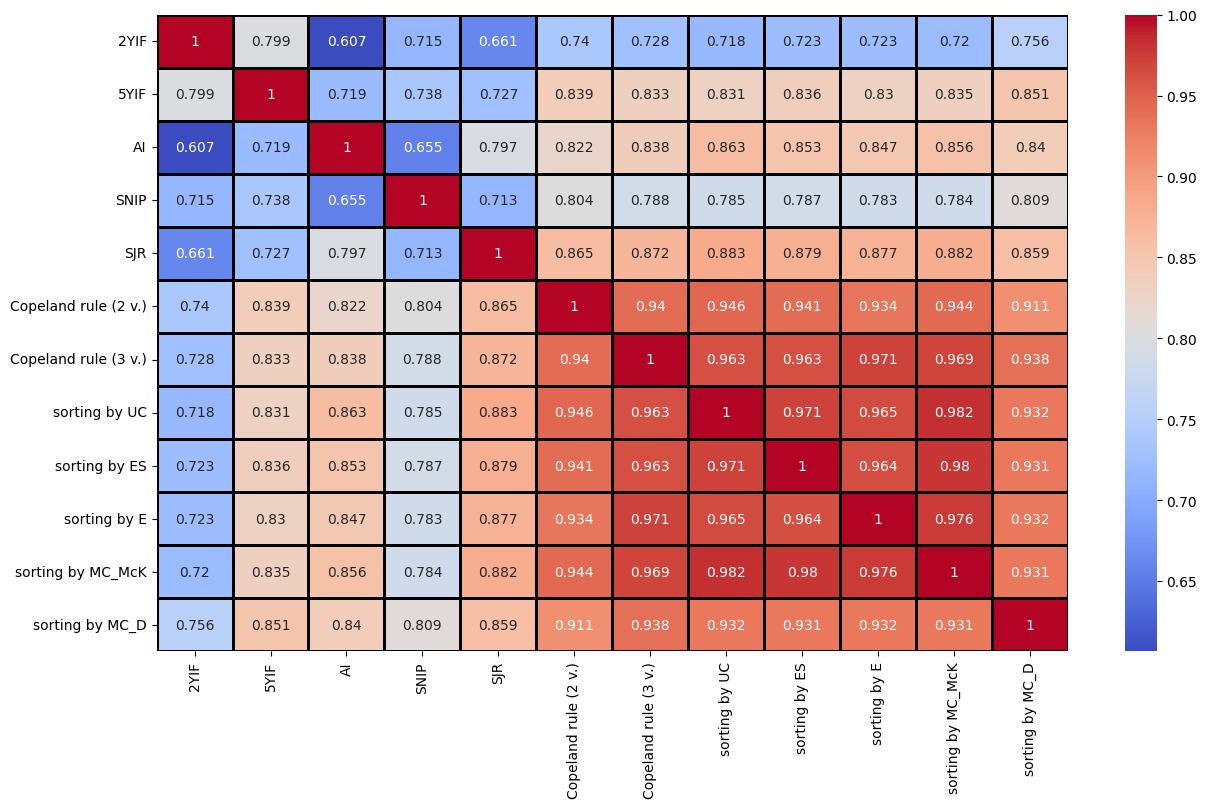 2YIF 1 0.799 0.607 0.715 0.661 0.74 0.728 0.718 0.723 0.723 0.72 0.756
5YIF 0.799 1 0.719 0.738 0.727 0.839 0.833 0.831 0.836 0.83 0.835 0.851
AI 0.607 0.719 1 0.655 0.797 0.822 0.838 0.863 0.853 0.847 0.856 0.84
SNIP 0.715 0.738 0.655 1 0.713 0.804 0.788 0.785 0.787 0.783 0.784 0.809
SJR 0.661 0.727 0.797 0.713 1 0.865 0.872 0.883 0.879 0.877 0.882 0.859
Copeland rule (2 v.) 0.74 0.839 0.822 0.804 0.865 1 0.94 0.946 0.941 0.934 0.944 0.911
Copeland rule (3 v.) 0.728 0.833 0.838 0.788 0.872 0.94 1 0.963 0.963 0.971 0.969 0.938
sorting by UC 0.718 0.831 0.863 0.785 0.883 0.946 0.963 1 0.971 0.965 0.982 0.932
sorting by ES 0.723 0.836 0.853 0.787 0.879 0.941 0.963 0.971 1 0.964 0.98 0.931
sorting by E 0.723 0.83 0.847 0.783 0.877 0.934 0.971 0.965 0.964 1 0.976 0.932
sorting by MC_McK 0.72 0.835 0.856 0.784 0.882 0.944 0.969 0.982 0.98 0.976 1 0.931
sorting by MC_D 0.756 0.851 0.84 0.809 0.859 0.911 0.938 0.932 0.931 0.932 0.931 1
2YIF
5YIF
AI
SNIP
SJR
Copeland rule (2 v.)
Copeland rule (3 v.)
sorting by UC
sorting by ES
sorting by E
sorting by MC_McK
sorting by MC_D
1.00
0.95
0.90
0.85
0.80
0.75
0.70
0.65